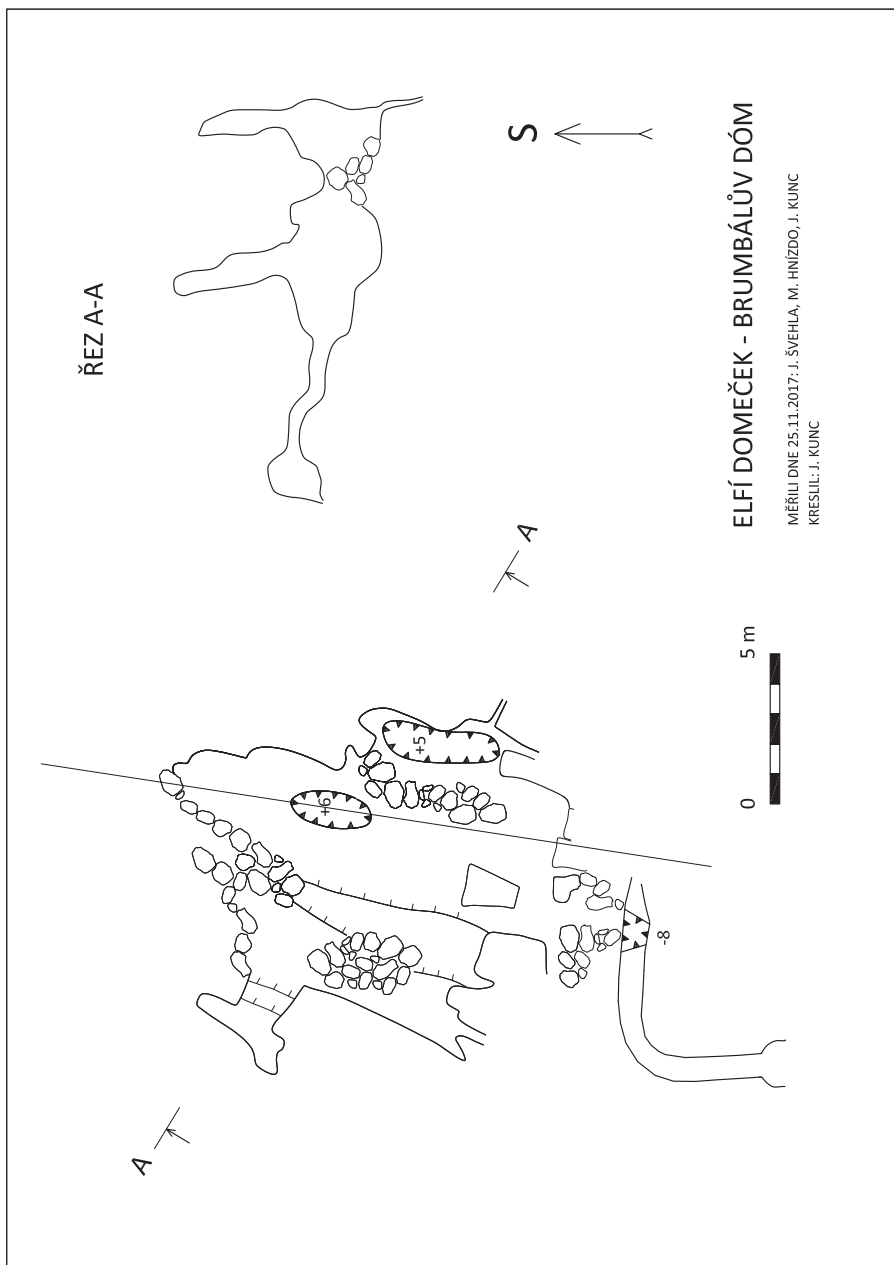 ŘEZ A-A
S
A
A
+5
+6
-8
0 5 m
ELFÍ DOMEČEK - BRUMBÁLŮV DÓM
MĚŘILI DNE 25.11.2017: J. ŠVEHLA, M. HNÍZDO, J. KUNC
KRESLIL: J. KUNC